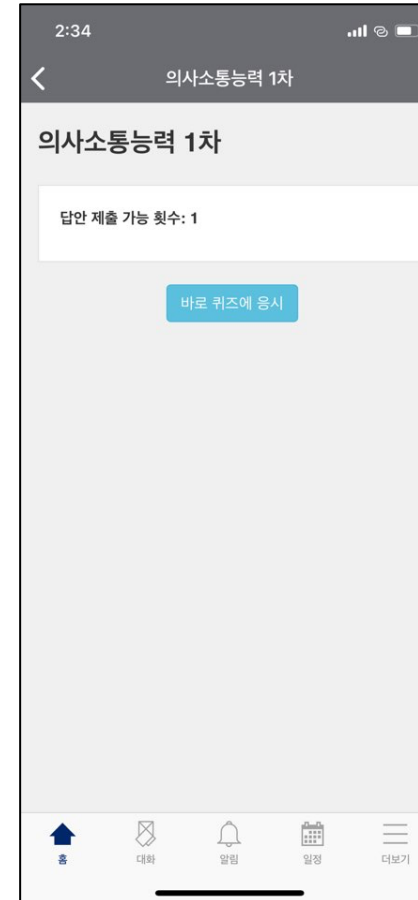 2:34
의사소통능력 1차
의사소통능력 1차
답안 제출 가능 횟수: 1
바로 퀴즈에 응시
홈
대화
알림
일정
더보기